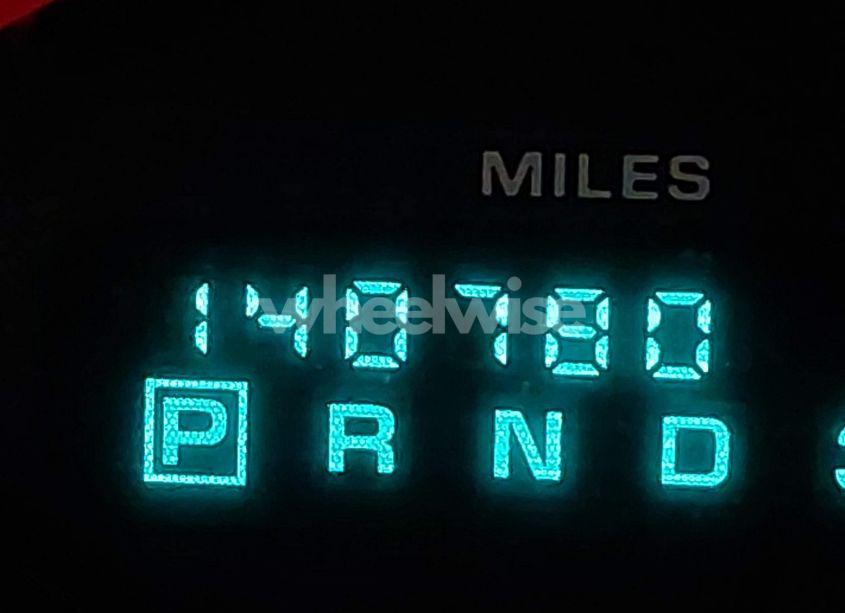 MILES
140780
P R N D
wheelwise